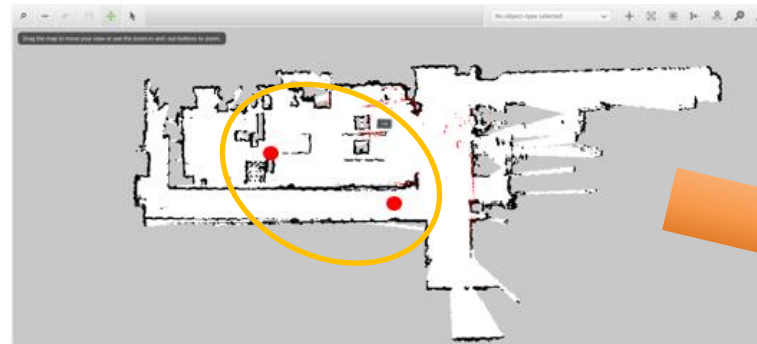 No object-type selected
Drag the map to move your view or use the zoom-in and -out buttons to zoom.